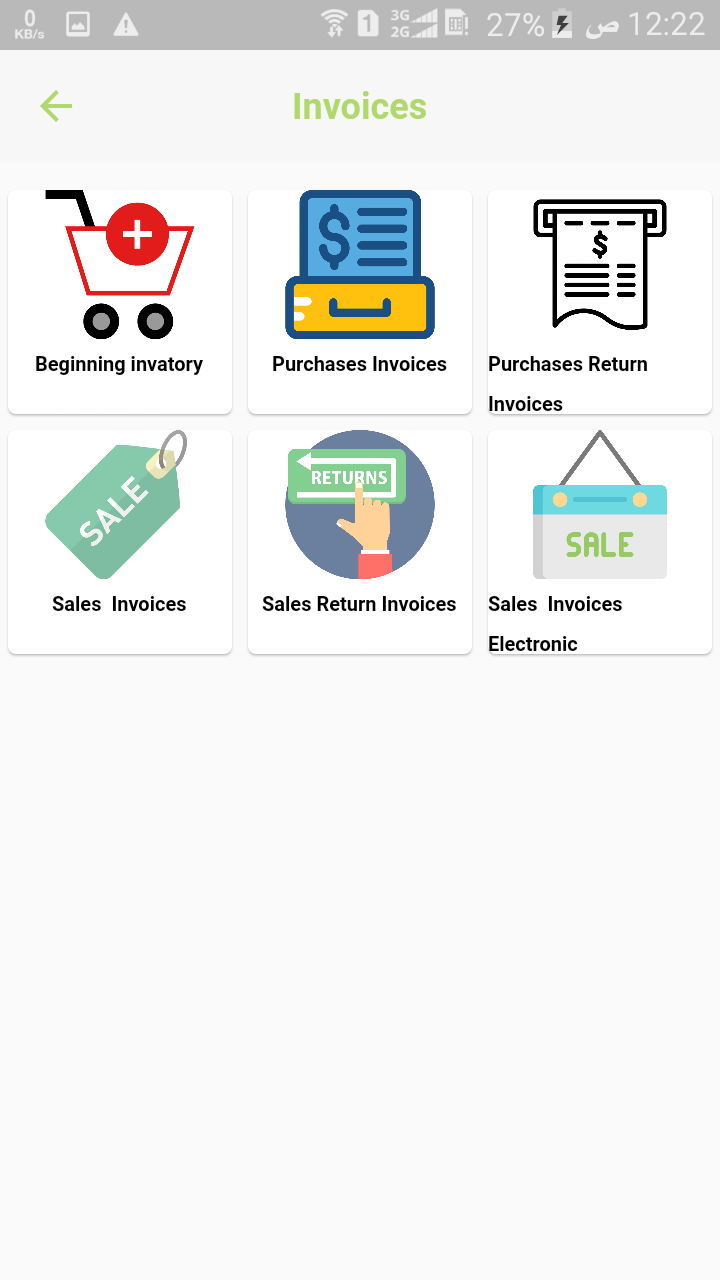 0
KB/s
1
3G
2G
27%
ص 12:22
Invoices
Beginning invatory
Purchases Invoices
Purchases Return
Invoices
SALE
Sales  Invoices
RETURNS
Sales Return Invoices
SALE
Sales  Invoices
Electronic